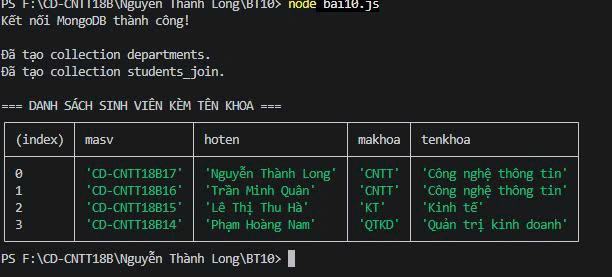 PS F:\CD-CNTT18B\Nguyễn Thành Long\BT10> node bai10.js
Kết nối MongoDB thành công!
Đã tạo collection departments.
Đã tạo collection students_join.
=== DANH SÁCH SINH VIÊN KÈM TÊN KHOA ===
(index) masv hoten makhoa tenkhoa
0 'CD-CNTT18B17' 'Nguyễn Thành Long' 'CNTT' 'Công nghệ thông tin'
1 'CD-CNTT18B16' 'Trần Minh Quân' 'CNTT' 'Công nghệ thông tin'
2 'CD-CNTT18B15' 'Lê Thị Thu Hà' 'KT' 'Kinh tế'
3 'CD-CNTT18B14' 'Phạm Hoàng Nam' 'QTKD' 'Quản trị kinh doanh'
PS F:\CD-CNTT18B\Nguyễn Thành Long\BT10>